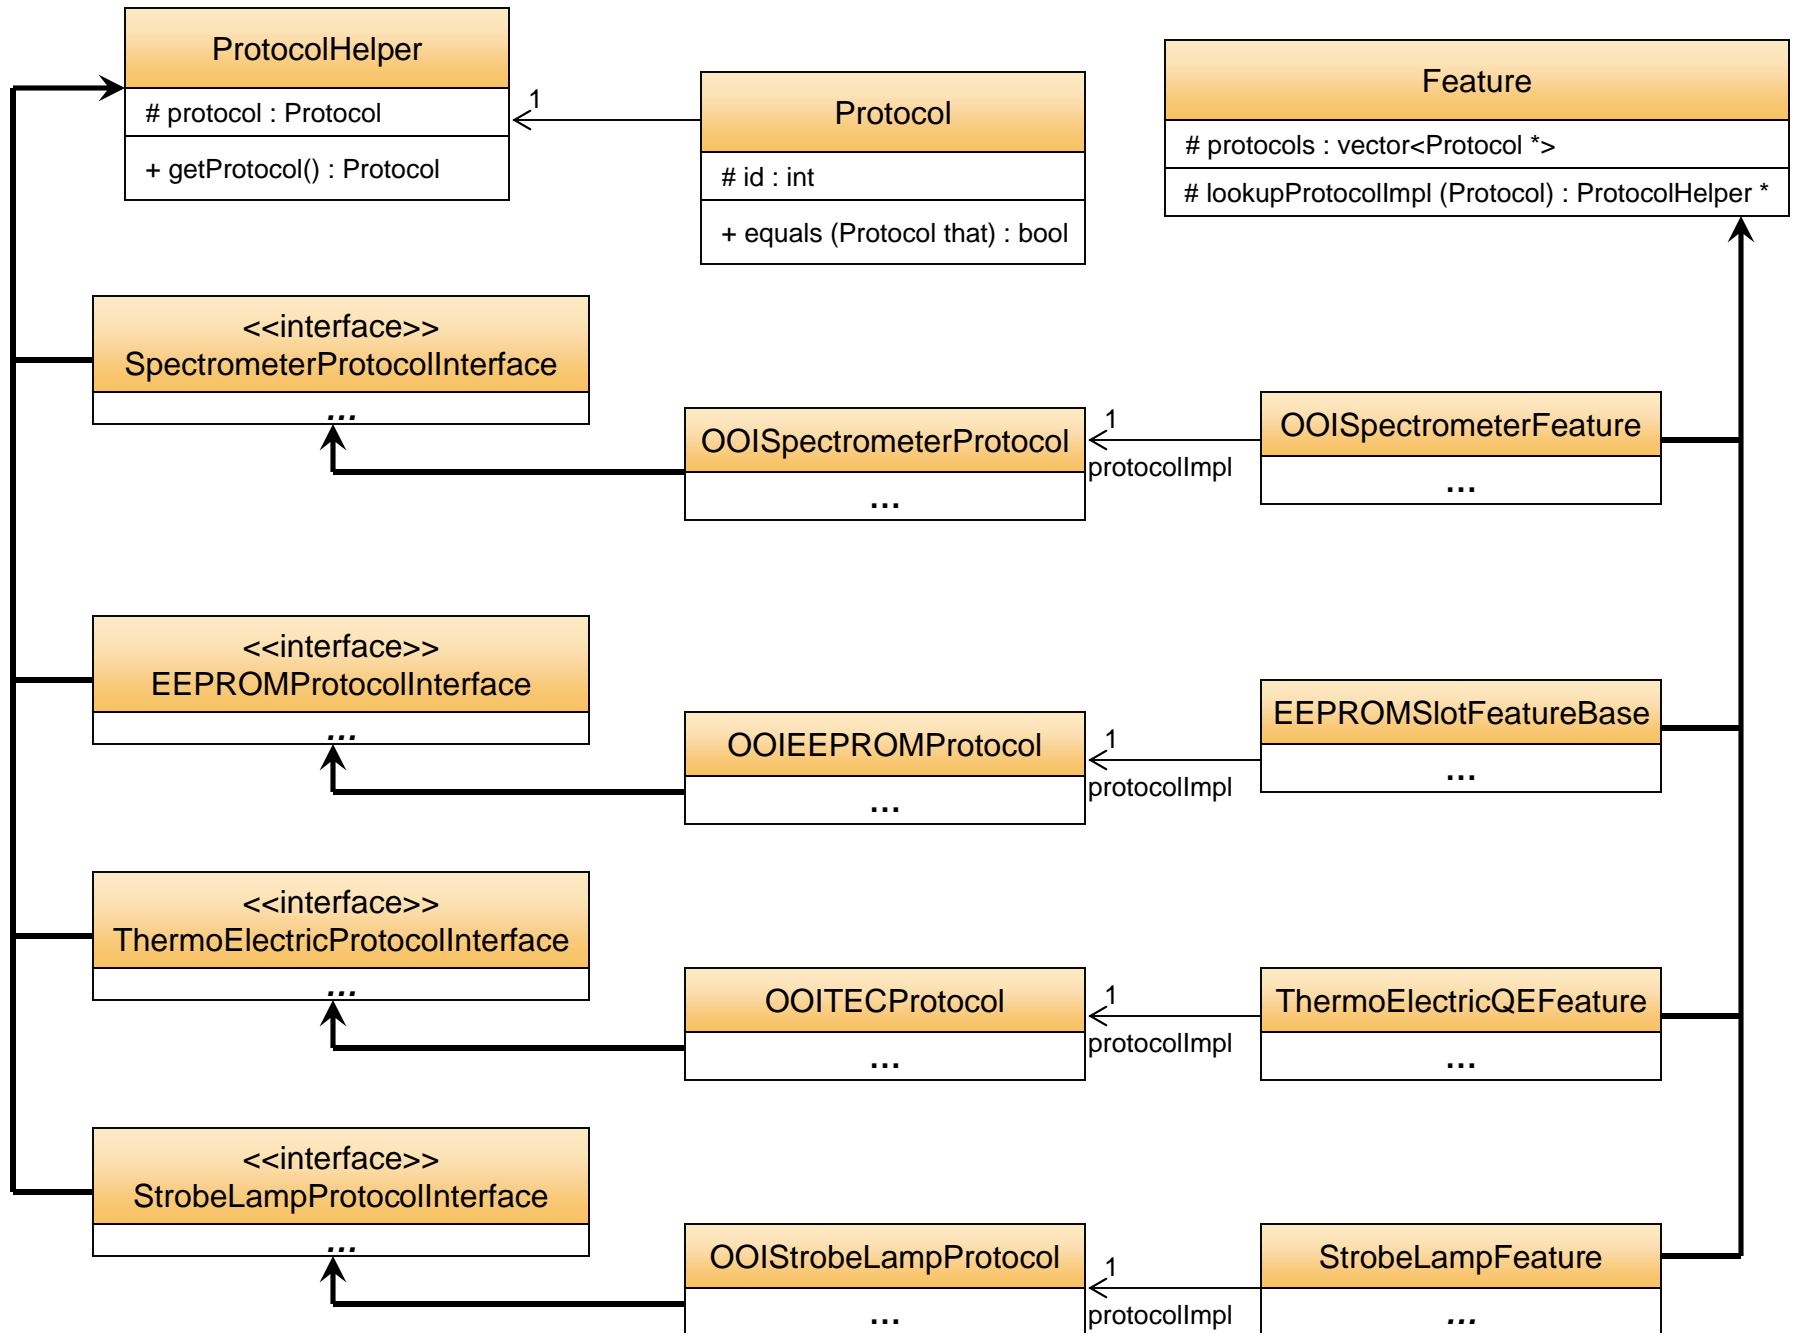 ProtocolHelper
# protocol : Protocol
+ getProtocol() : Protocol
1
Protocol
# id : int
+ equals (Protocol that) : bool
Feature
# protocols : vector<Protocol *>
# lookupProtocolImpl (Protocol) : ProtocolHelper *
<<interface>>
SpectrometerProtocolInterface
...
OOISpectrometerProtocol
...
1
protocolImpl
OOISpectrometerFeature
...
<<interface>>
EEPROMProtocolInterface
...
OOIEEPROMProtocol
...
1
protocolImpl
EEPROMSlotFeatureBase
...
<<interface>>
ThermoElectricProtocolInterface
...
OOITECProtocol
...
1
protocolImpl
ThermoElectricQEFeature
...
<<interface>>
StrobeLampProtocolInterface
...
OOIStrobeLampProtocol
...
1
protocolImpl
StrobeLampFeature
...